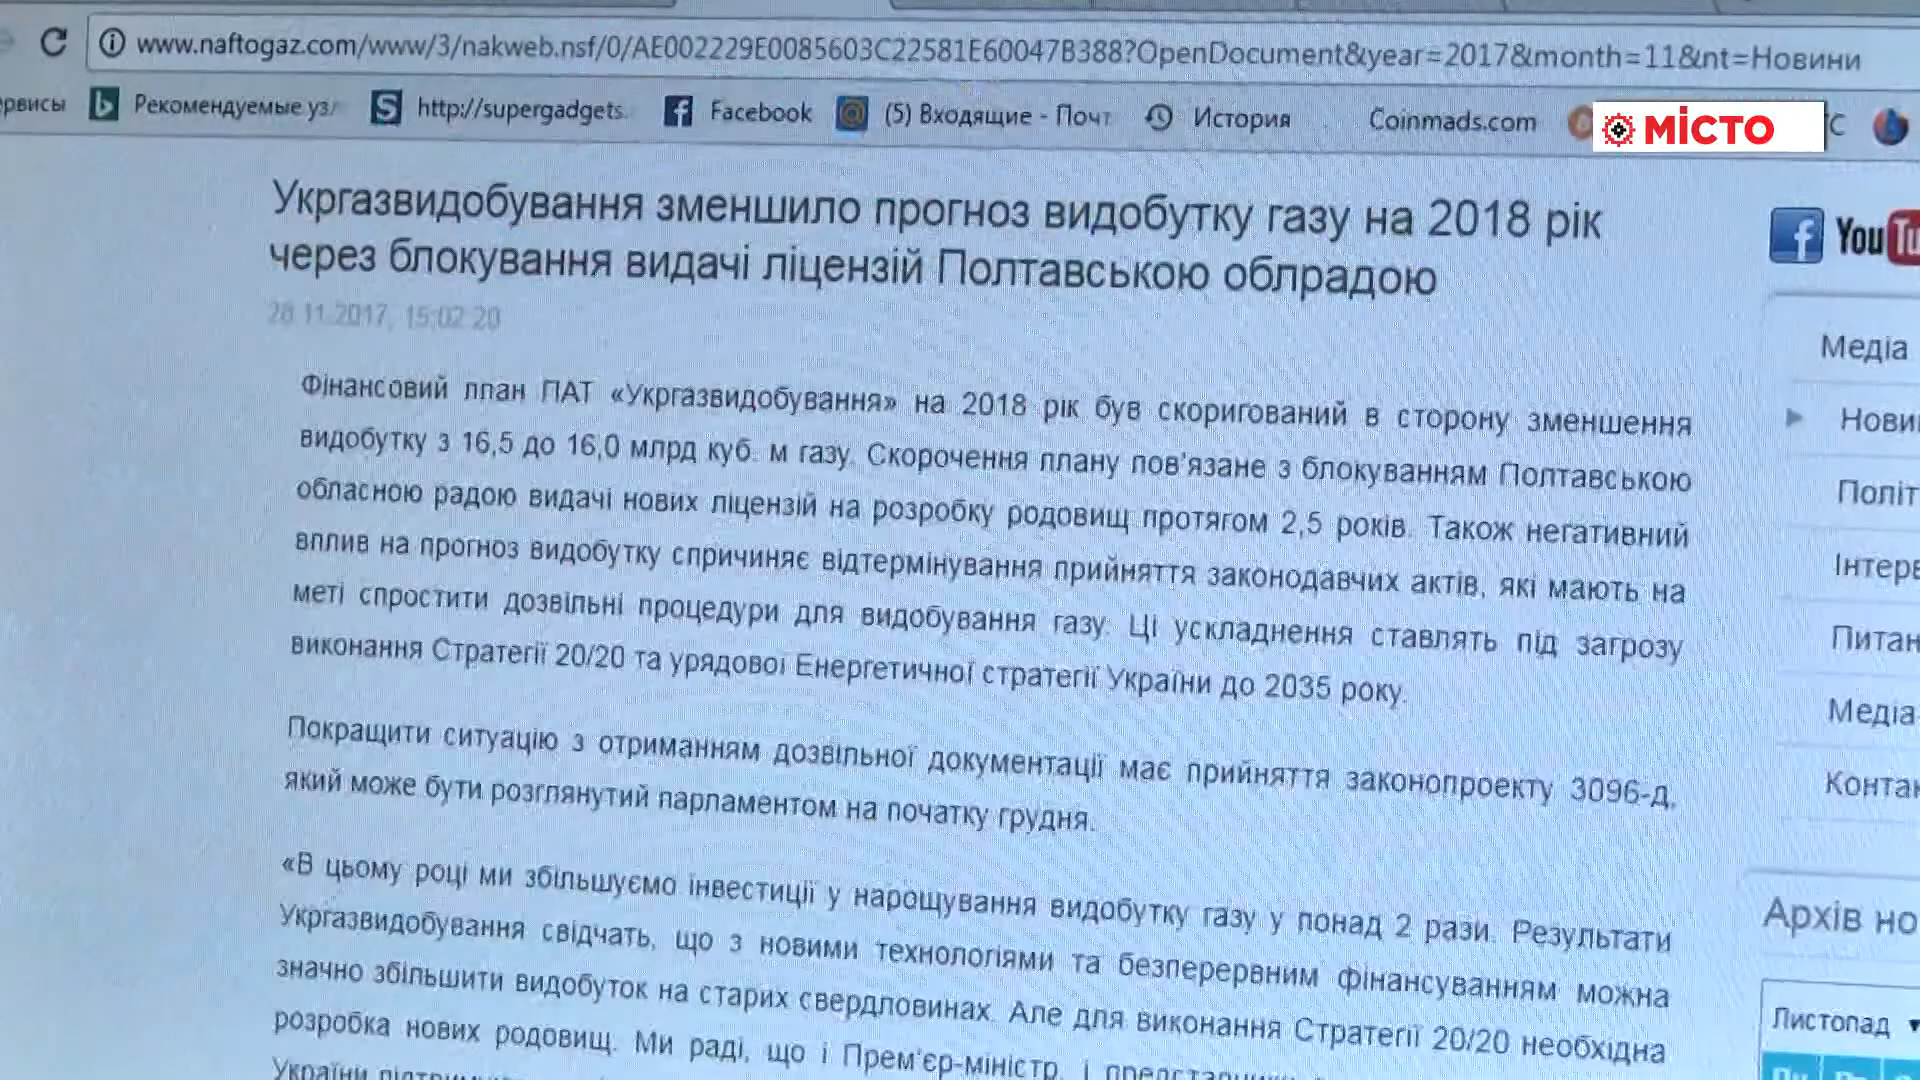 www.naftogaz.com/www/3/nakweb.nsf/0/AE002229E0085603C22581E60047B388?OpenDocument&year=2017&month=11&nt=Новини
рвисы Рекомендуемые уз http://supergadgets. Facebook (5) Входящие - Почт История Coinmads.com МІСТО С
Укргазвидобування зменшило прогноз видобутку газу на 2018 рік
через блокування видачі ліцензій Полтавською облрадою
28.11.2017, 15:02:20
Фінансовий план ПАТ «Укргазвидобування» на 2018 рік був скоригований в сторону зменшення
видобутку з 16,5 до 16,0 млрд куб. м газу. Скорочення плану пов'язане з блокуванням Полтавською
обласною радою видачі нових ліцензій на розробку родовищ протягом 2,5 років. Також негативний
вплив на прогноз видобутку спричиняє відтермінування прийняття законодавчих актів, які мають на
меті спростити дозвільні процедури для видобування газу. Ці ускладнення ставлять під загрозу
виконання Стратегії 20/20 та урядової Енергетичної стратегії України до 2035 року.
Покращити ситуацію з отриманням дозвільної документації має прийняття законопроекту 3096-д,
який може бути розглянутий парламентом на початку грудня.
«В цьому році ми збільшуємо інвестиції у нарощування видобутку газу у понад 2 рази. Результати
Укргазвидобування свідчать, що з новими технологіями та безперервним фінансуванням можна
значно збільшити видобуток на старих свердловинах. Але для виконання Стратегії 20/20 необхідна
розробка нових родовищ. Ми раді, що і Прем'єр-міністр, і
України
You Tu
Медіа
Нови
Політ
Інтерв
Питан
Медіа
Конта
Архів но
Листопад